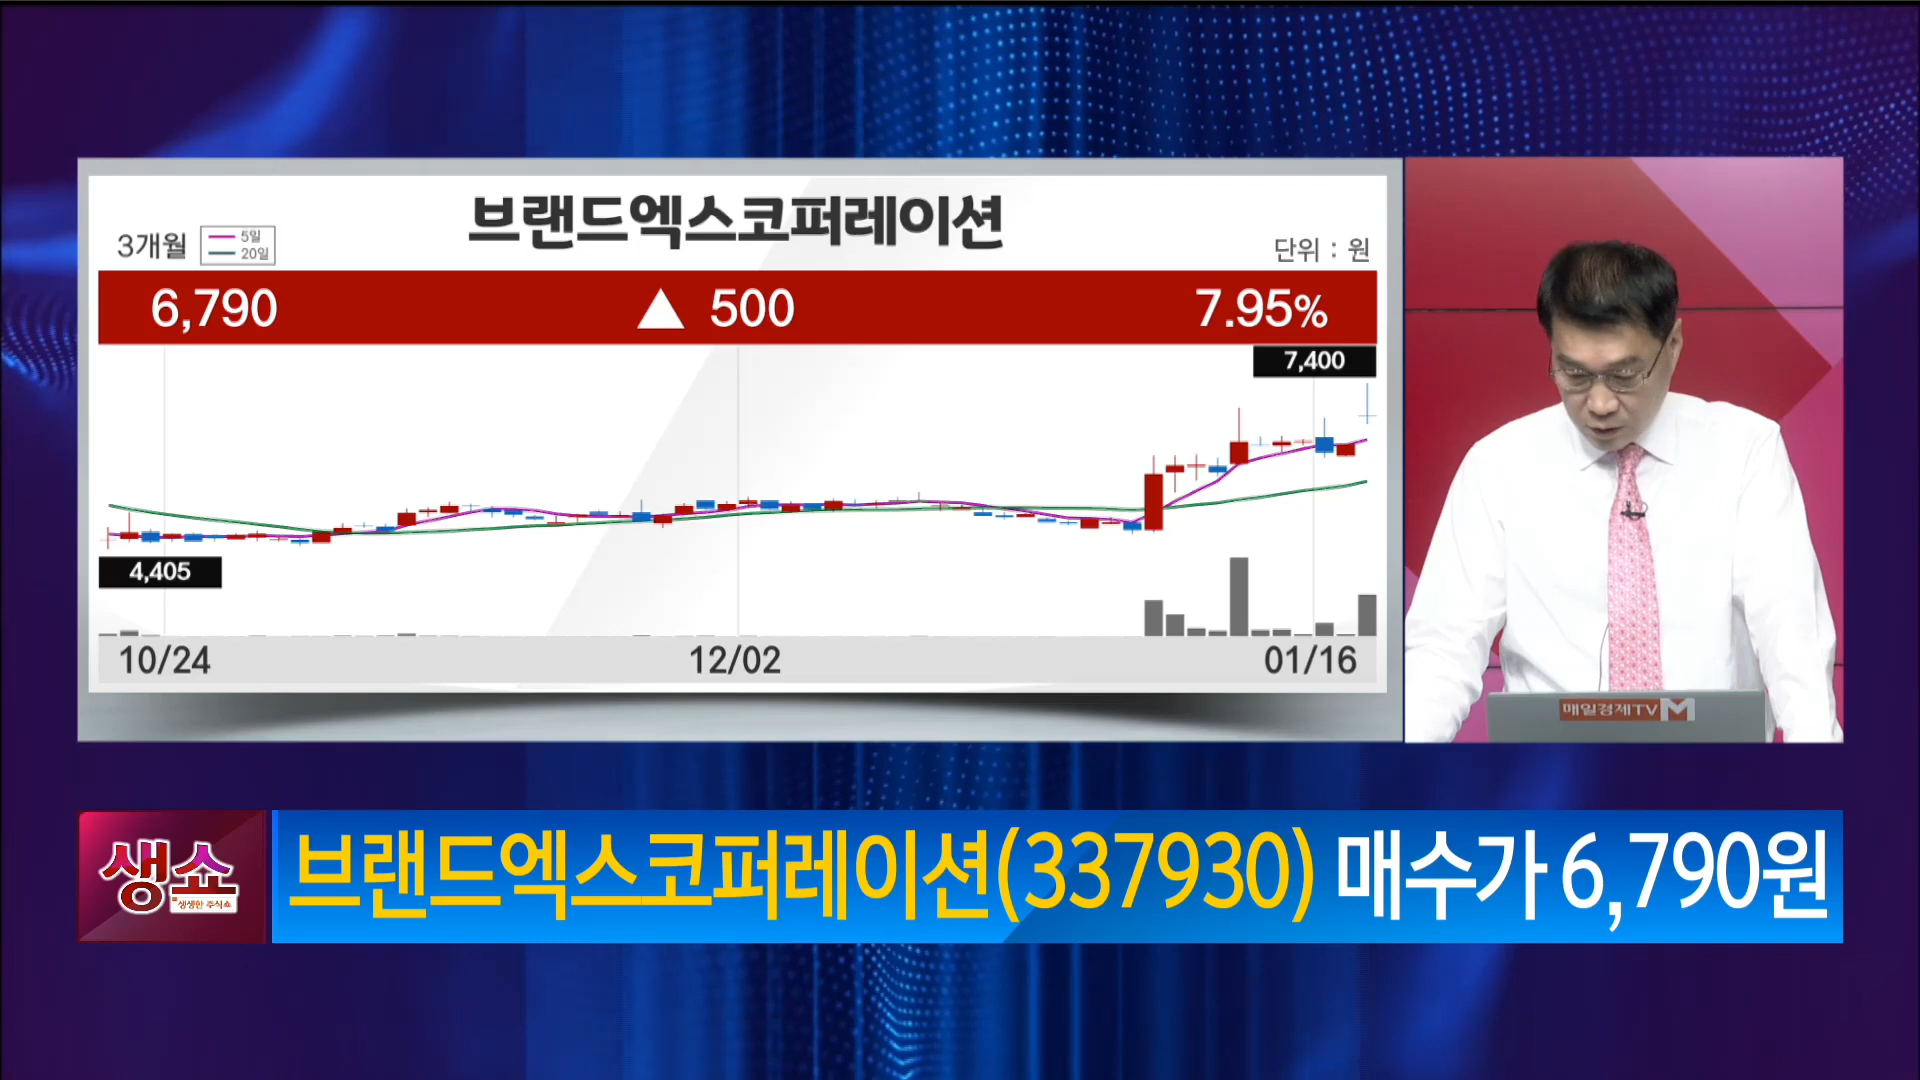 브랜드엑스코퍼레이션
3개월
5일
20일
단위 : 원
6,790 ▲ 500 7.95%
7,400
4,405
10/24 12/02 01/16
매일경제TV M
생쇼
생생한 주식쇼
브랜드엑스코퍼레이션(337930) 매수가 6,790원